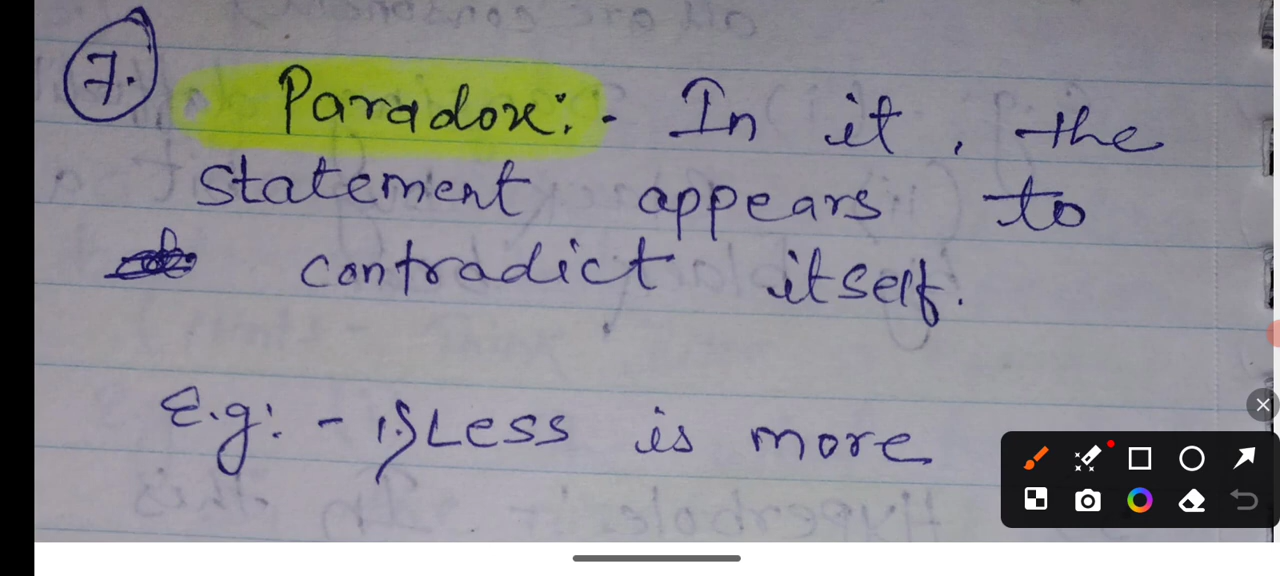 7. Paradox:- In it, the
statement appears to
contradict itself.
E.g:- 1) Less is more